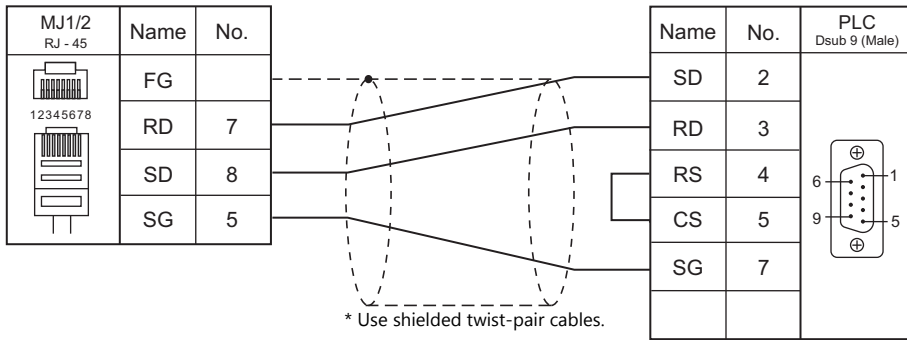 MJ1/2
RJ - 45
Name
No.
12345678
FG
RD
7
SD
8
SG
5
Name
No.
PLC
Dsub 9 (Male)
SD
2
RD
3
RS
4
CS
5
SG
7
6
1
9
5
* Use shielded twist-pair cables.